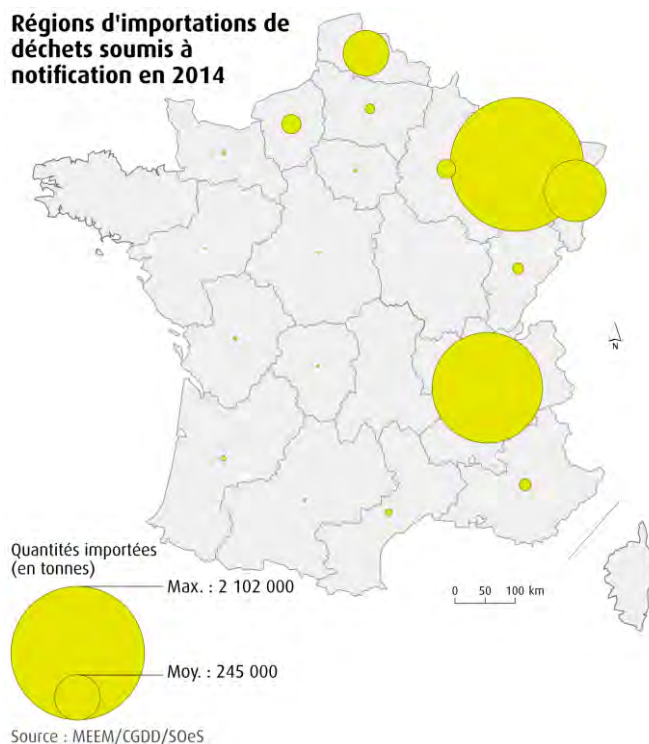 Régions d'importations de
déchets soumis à
notification en 2014
N
Quantités importées
(en tonnes)
Max. : 2 102 000
Moy. : 245 000
0 50 100 km
Source : MEEM/CGDD/SOeS